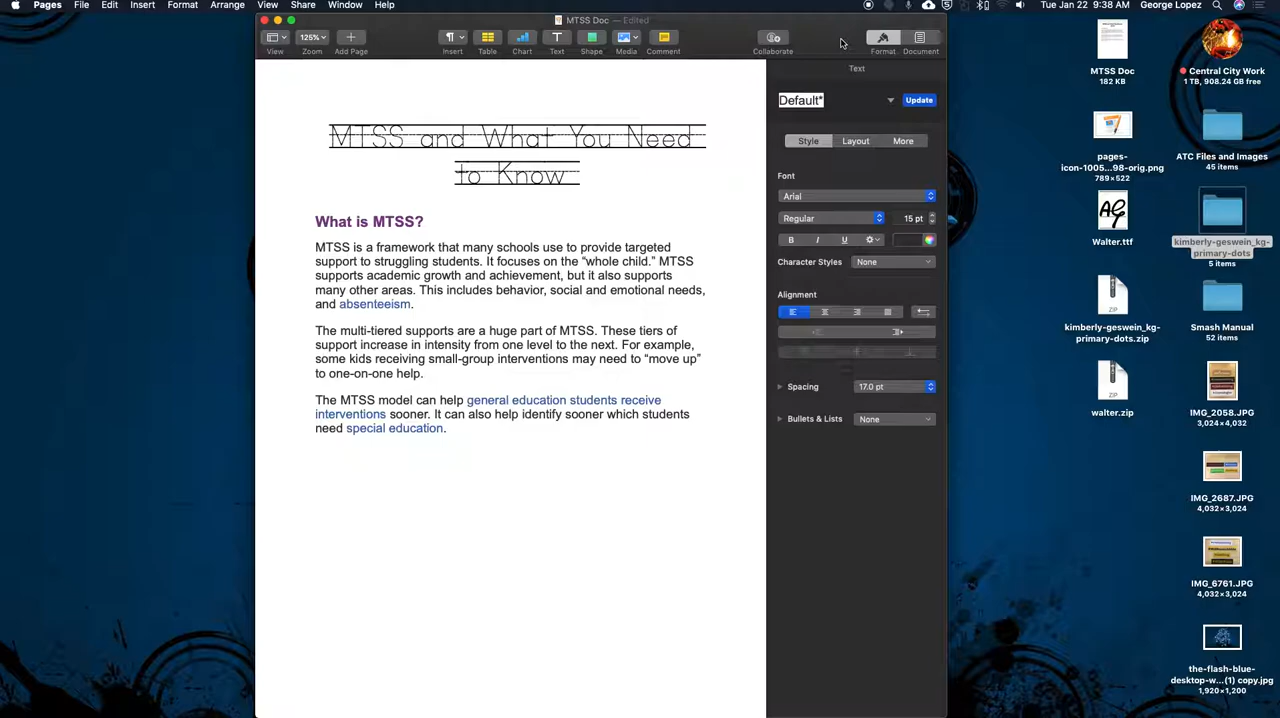 Pages File Edit Insert Format Arrange View Share Window Help
Tue Jan 22 9:38 AM George Lopez
MTSS Doc — Edited
125%
View Zoom Add Page
Insert Table Chart Text Shape Media Comment
Collaborate
Format Document
Text
Default*
Update
Style Layout More
Font
Arial
Regular 15 pt
B I U
Character Styles None
Alignment
Spacing 17.0 pt
Bullets & Lists None
MTSS and What You Need
to Know
What is MTSS?
MTSS is a framework that many schools use to provide targeted
support to struggling students. It focuses on the “whole child.” MTSS
supports academic growth and achievement, but it also supports
many other areas. This includes behavior, social and emotional needs,
and absenteeism.
The multi-tiered supports are a huge part of MTSS. These tiers of
support increase in intensity from one level to the next. For example,
some kids receiving small-group interventions may need to “move up”
to one-on-one help.
The MTSS model can help general education students receive
interventions sooner. It can also help identify sooner which students
need special education.
MTSS Doc
182 KB
pages-
icon-1005...98-orig.png
789×522
AG
Walter.ttf
ZIP
kimberly-geswein_kg-
primary-dots.zip
ZIP
walter.zip
Central City Work
1 TB, 908.24 GB free
ATC Files and Images
45 items
kimberly-geswein_kg-
primary-dots
5 items
Smash Manual
52 items
IMG_2058.JPG
3,024×4,032
IMG_2687.JPG
4,032×3,024
IMG_6761.JPG
4,032×3,024
the-flash-blue-
desktop-w...(1) copy.jpg
1,920×1,200